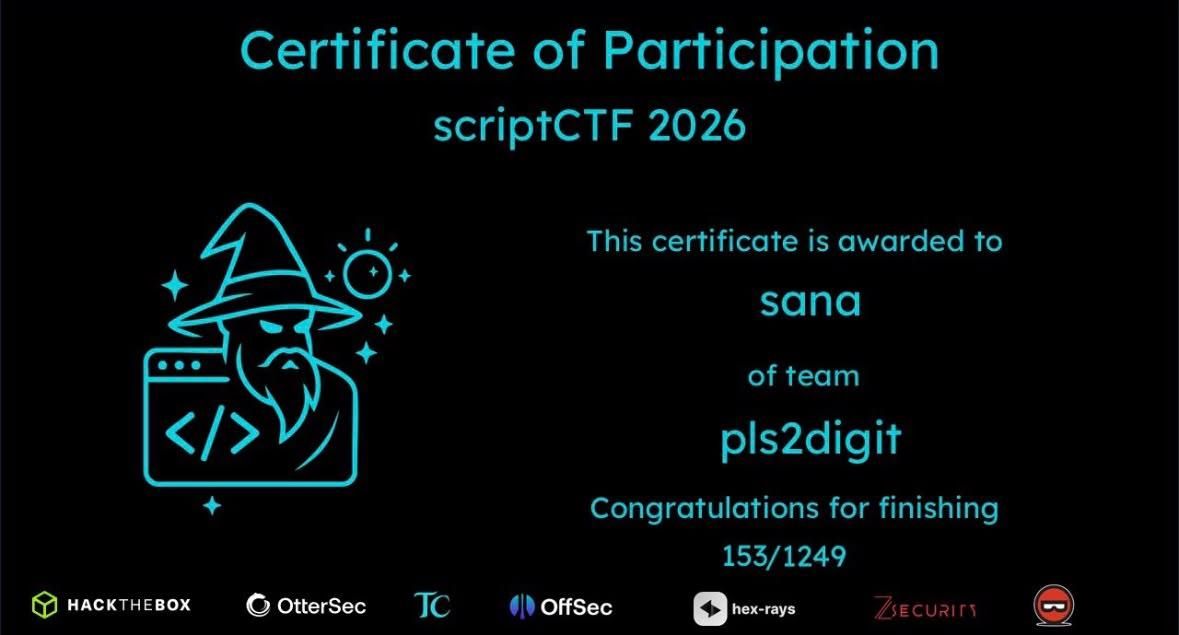 Certificate of Participation
scriptCTF 2026
This certificate is awarded to
sana
of team
pls2digit
Congratulations for finishing
153/1249
</>
HACKTHEBOX
OtterSec
TC
OffSec
hex-rays
ZSECURITY